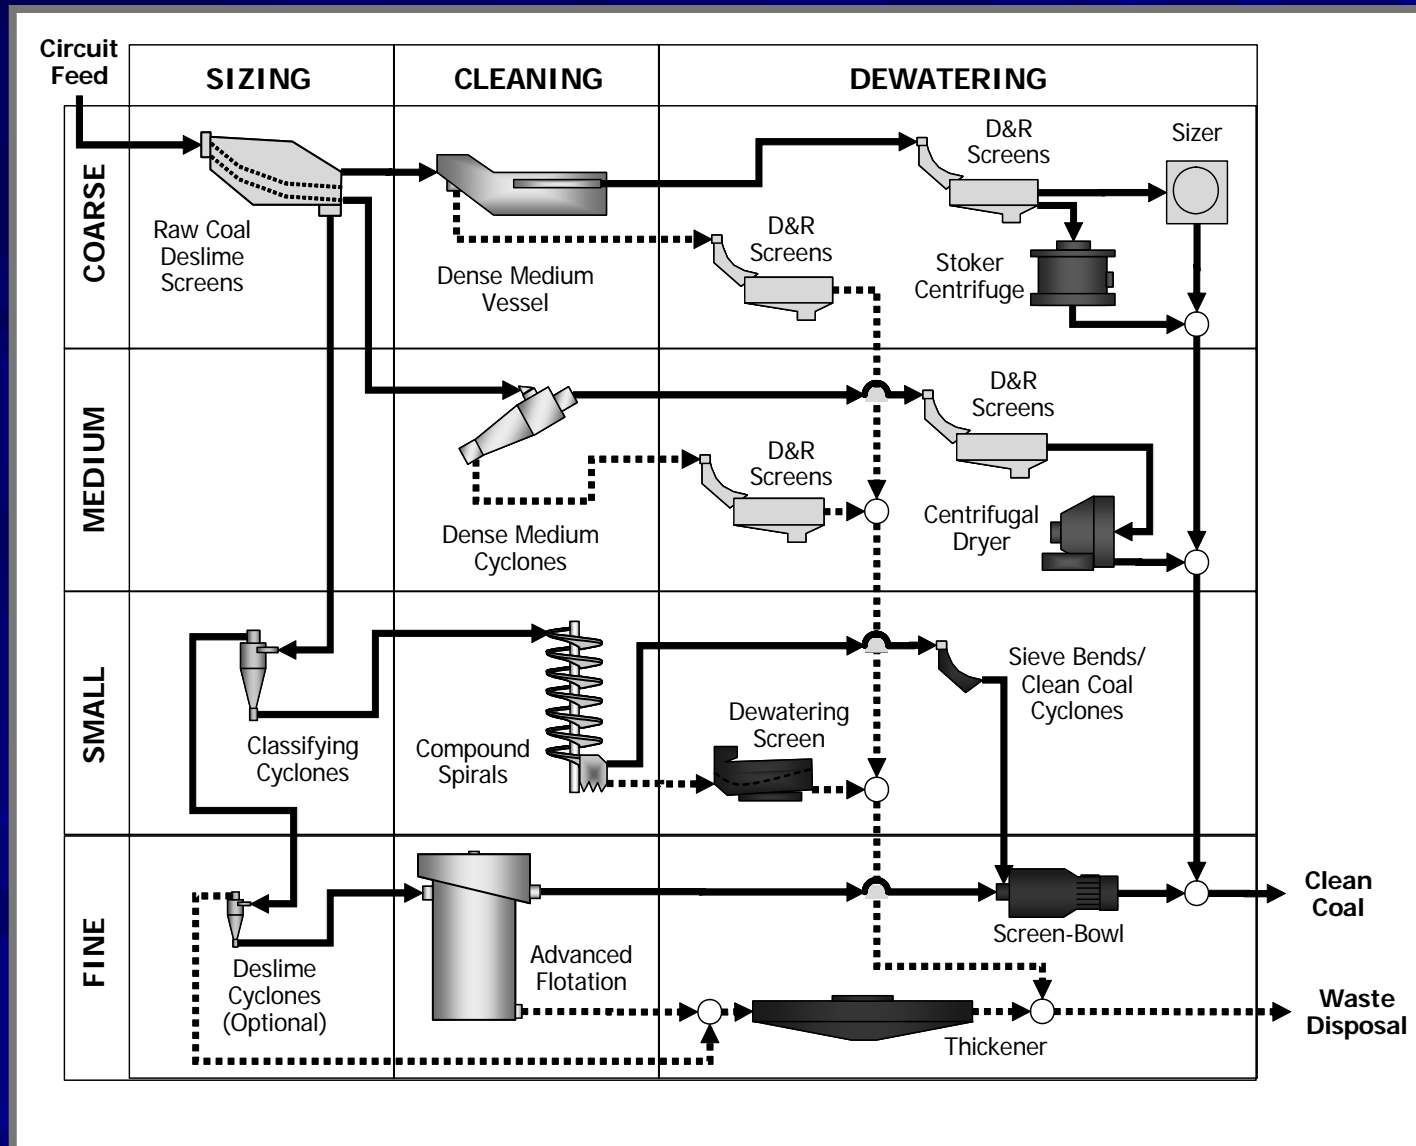 Circuit
Feed
SIZING
CLEANING
DEWATERING
COARSE
Raw Coal
Deslime
Screens
Dense Medium
Vessel
D&R
Screens
D&R
Screens
Sizer
Stoker
Centrifuge
MEDIUM
Dense Medium
Cyclones
D&R
Screens
D&R
Screens
Centrifugal
Dryer
SMALL
Classifying
Cyclones
Compound
Spirals
Dewatering
Screen
Sieve Bends/
Clean Coal
Cyclones
FINE
Deslime
Cyclones
(Optional)
Advanced
Flotation
Screen-Bowl
Thickener
Clean
Coal
Waste
Disposal